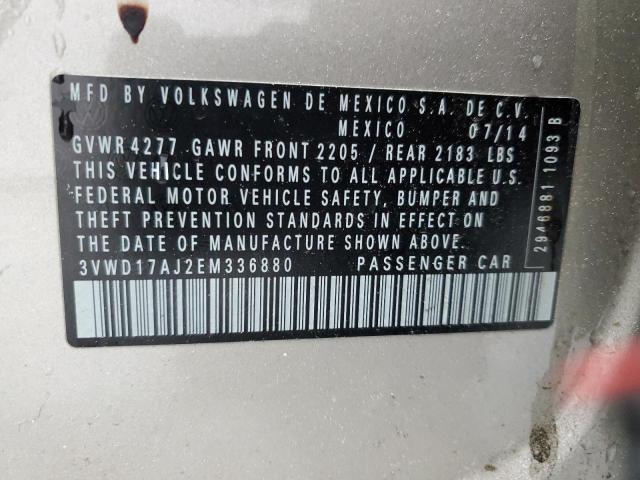 MFD BY VOLKSWAGEN DE MEXICO S.A. DE C.V.
MEXICO 07/14
GVWR 4277 GAWR FRONT 2205 / REAR 2183 LBS
THIS VEHICLE CONFORMS TO ALL APPLICABLE U.S.
FEDERAL MOTOR VEHICLE SAFETY, BUMPER AND
THEFT PREVENTION STANDARDS IN EFFECT ON
THE DATE OF MANUFACTURE SHOWN ABOVE.
3VWD17AJ2EM336880 PASSENGER CAR
2946881 1093 B